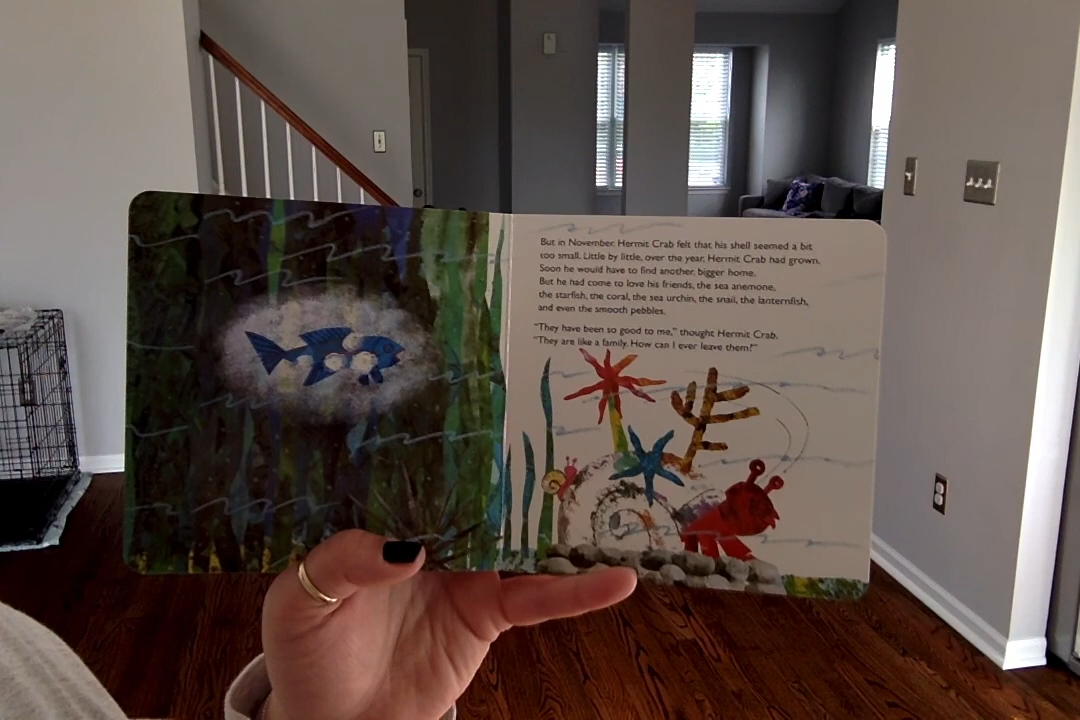 But in November, Hermit Crab felt that his shell seemed a bit
too small. Little by little, over the year, Hermit Crab had grown.
Soon he would have to find another, bigger home.
But he had come to love his friends, the sea anemone,
the starfish, the coral, the sea urchin, the snail, the lanternfish,
and even the smooth pebbles.
"They have been so good to me," thought Hermit Crab.
"They are like a family. How can I ever leave them?"